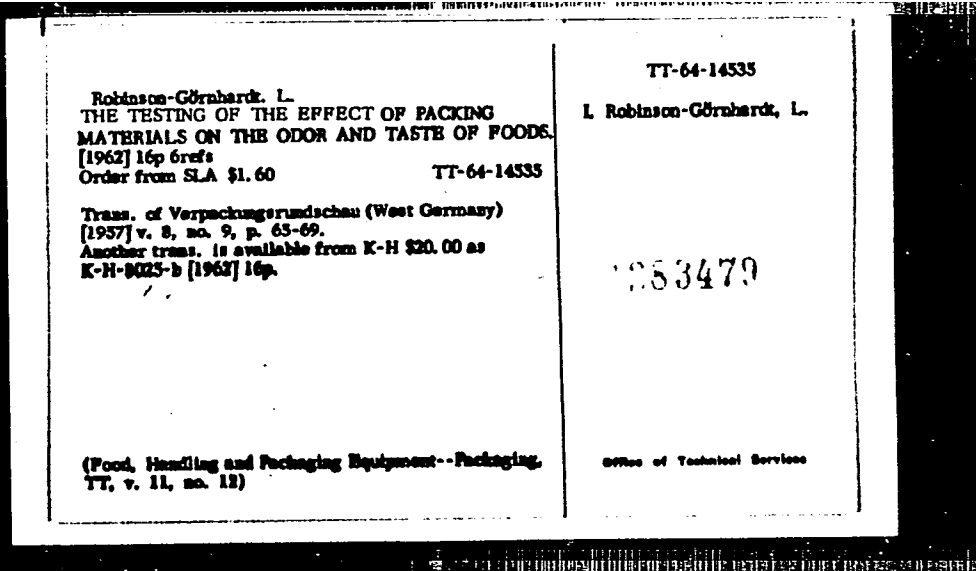 Robinson-Görnhardt, L.
THE TESTING OF THE EFFECT OF PACKING
MATERIALS ON THE ODOR AND TASTE OF FOODS.
[1962] 16p 6refs
Order from SLA $1.60 TT-64-14535
Trans. of Verpackungsrundschau (West Germany)
[1957] v. 8, no. 9, p. 65-69.
Another trans. is available from K-H $20.00 as
K-H-8025-b [1962] 16p.
(Food, Handling and Packaging Equipment--Packaging,
TT, v. 11, no. 12)
TT-64-14535
I. Robinson-Görnhardt, L.
Office of Technical Services